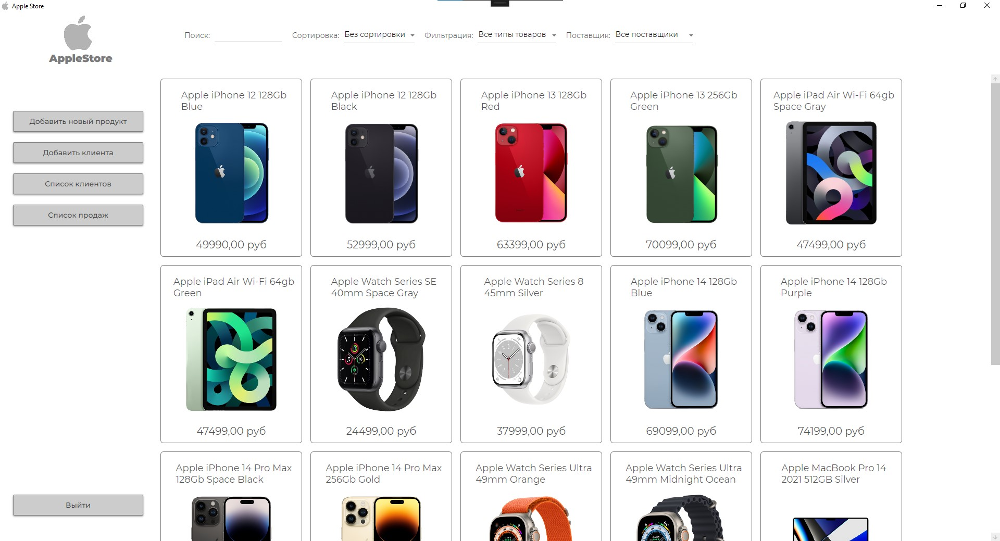 Apple Store
AppleStore
Поиск:
Сортировка: Без сортировки
Фильтрация: Все типы товаров
Поставщик: Все поставщики
Добавить новый продукт
Добавить клиента
Список клиентов
Список продаж
Выйти
Apple iPhone 12 128Gb
Blue
49990,00 руб
Apple iPhone 12 128Gb
Black
52999,00 руб
Apple iPhone 13 128Gb
Red
63399,00 руб
Apple iPhone 13 256Gb
Green
70099,00 руб
Apple iPad Air Wi-Fi 64gb
Space Gray
47499,00 руб
Apple iPad Air Wi-Fi 64gb
Green
47499,00 руб
Apple Watch Series SE
40mm Space Gray
24499,00 руб
Apple Watch Series 8
45mm Silver
37999,00 руб
Apple iPhone 14 128Gb
Blue
69099,00 руб
Apple iPhone 14 128Gb
Purple
74199,00 руб
Apple iPhone 14 Pro Max
128Gb Space Black
Apple iPhone 14 Pro Max
256Gb Gold
Apple Watch Series Ultra
49mm Orange
Apple Watch Series Ultra
49mm Midnight Ocean
Apple MacBook Pro 14
2021 512GB Silver